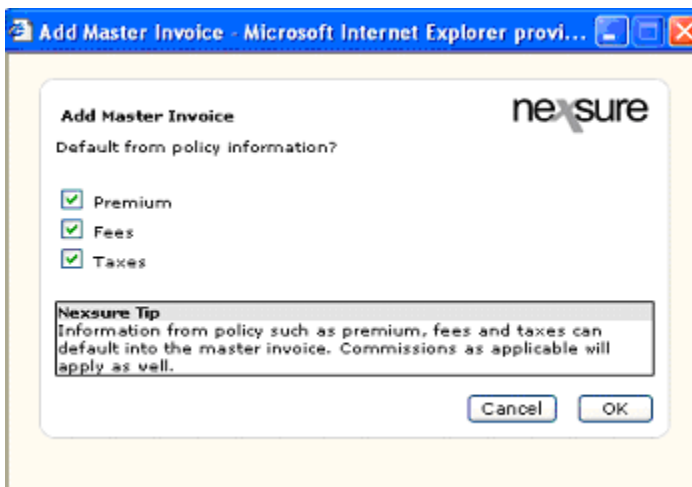 Add Master Invoice - Microsoft Internet Explorer provi...
nexsure
Add Master Invoice
Default from policy information?
Premium
Fees
Taxes
Nexsure Tip
Information from policy such as premium, fees and taxes can
default into the master invoice. Commissions as applicable will
apply as well.
Cancel OK